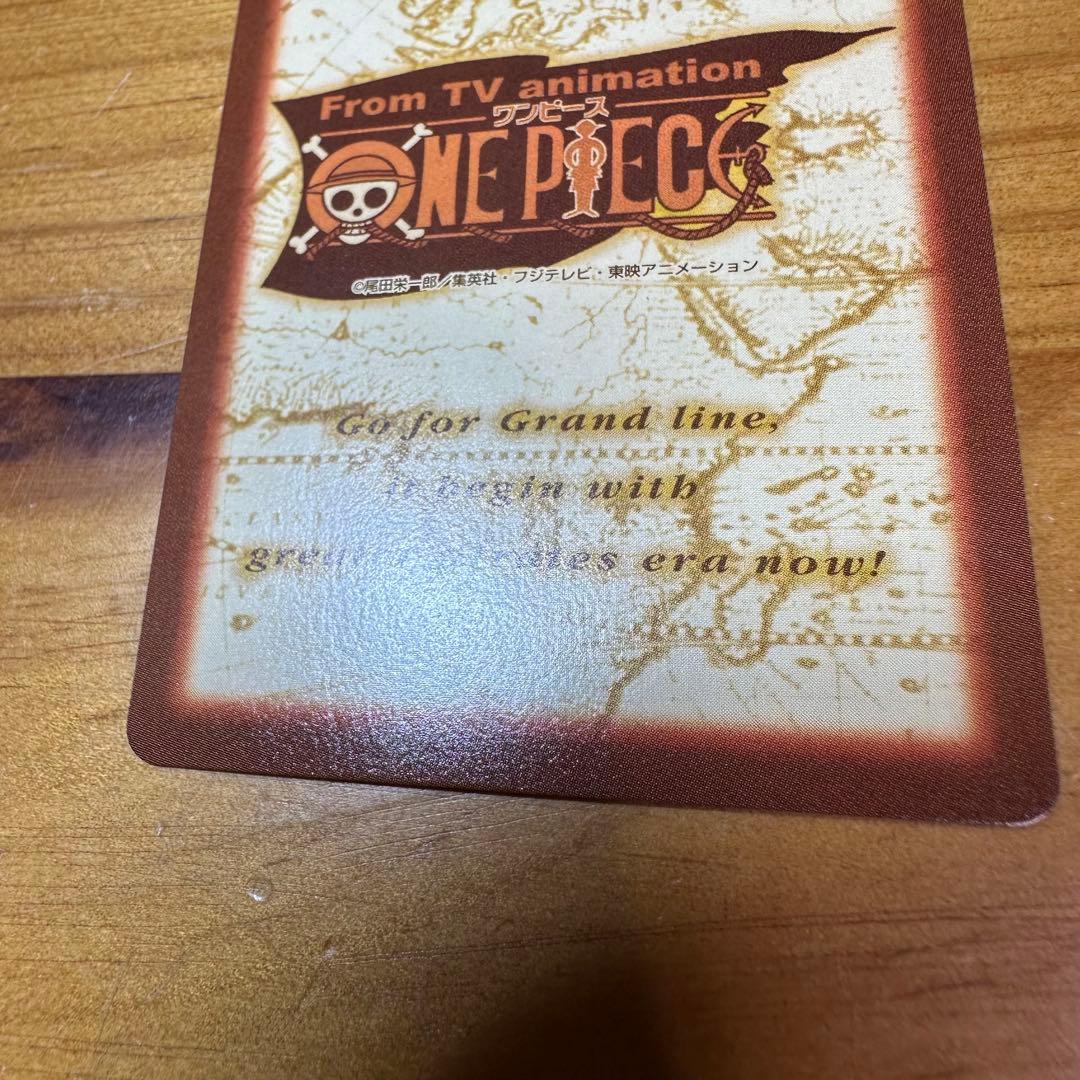 From TV animation
ワンピース
ONE PIECE
©尾田栄一郎／集英社・フジテレビ・東映アニメーション
Go for Grand line,
it begin with
great era now!